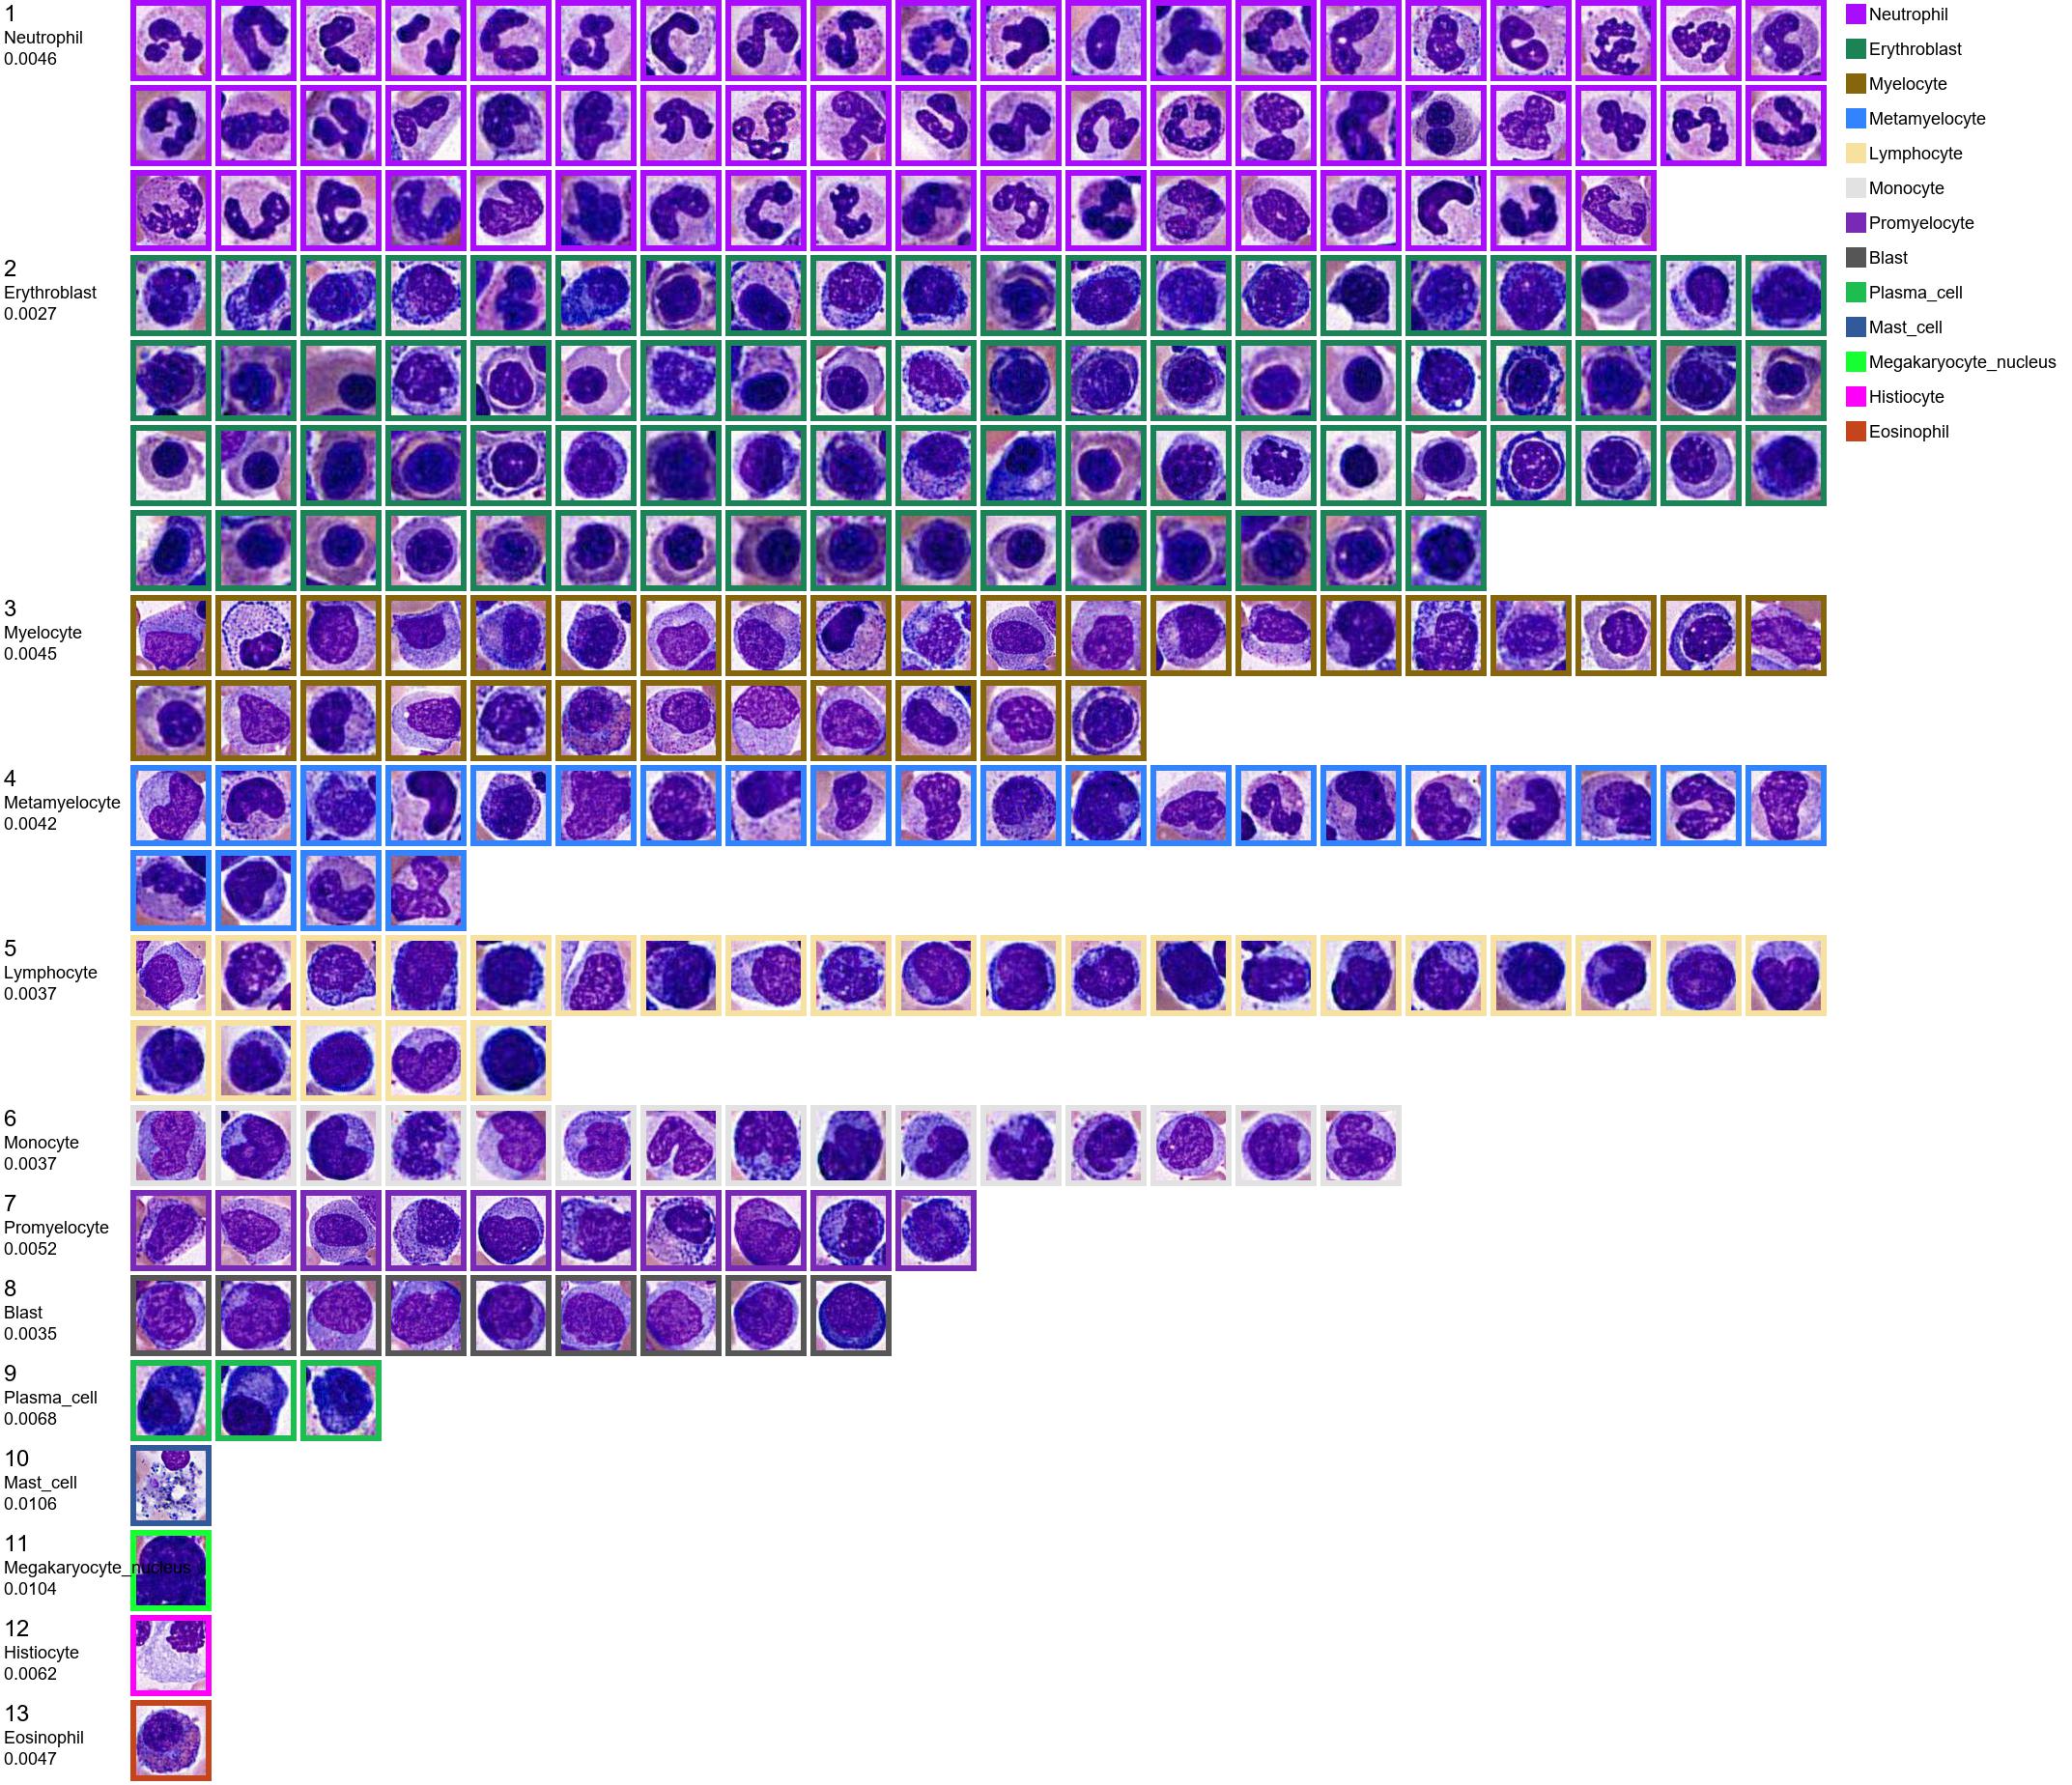 1
Neutrophil
0.0046
2
Erythroblast
0.0027
3
Myelocyte
0.0045
4
Metamyelocyte
0.0042
5
Lymphocyte
0.0037
6
Monocyte
0.0037
7
Promyelocyte
0.0052
8
Blast
0.0035
9
Plasma_cell
0.0068
10
Mast_cell
0.0106
11
Megakaryocyte_nucleus
0.0104
12
Histiocyte
0.0062
13
Eosinophil
0.0047
Neutrophil
Erythroblast
Myelocyte
Metamyelocyte
Lymphocyte
Monocyte
Promyelocyte
Blast
Plasma_cell
Mast_cell
Megakaryocyte_nucleus
Histiocyte
Eosinophil